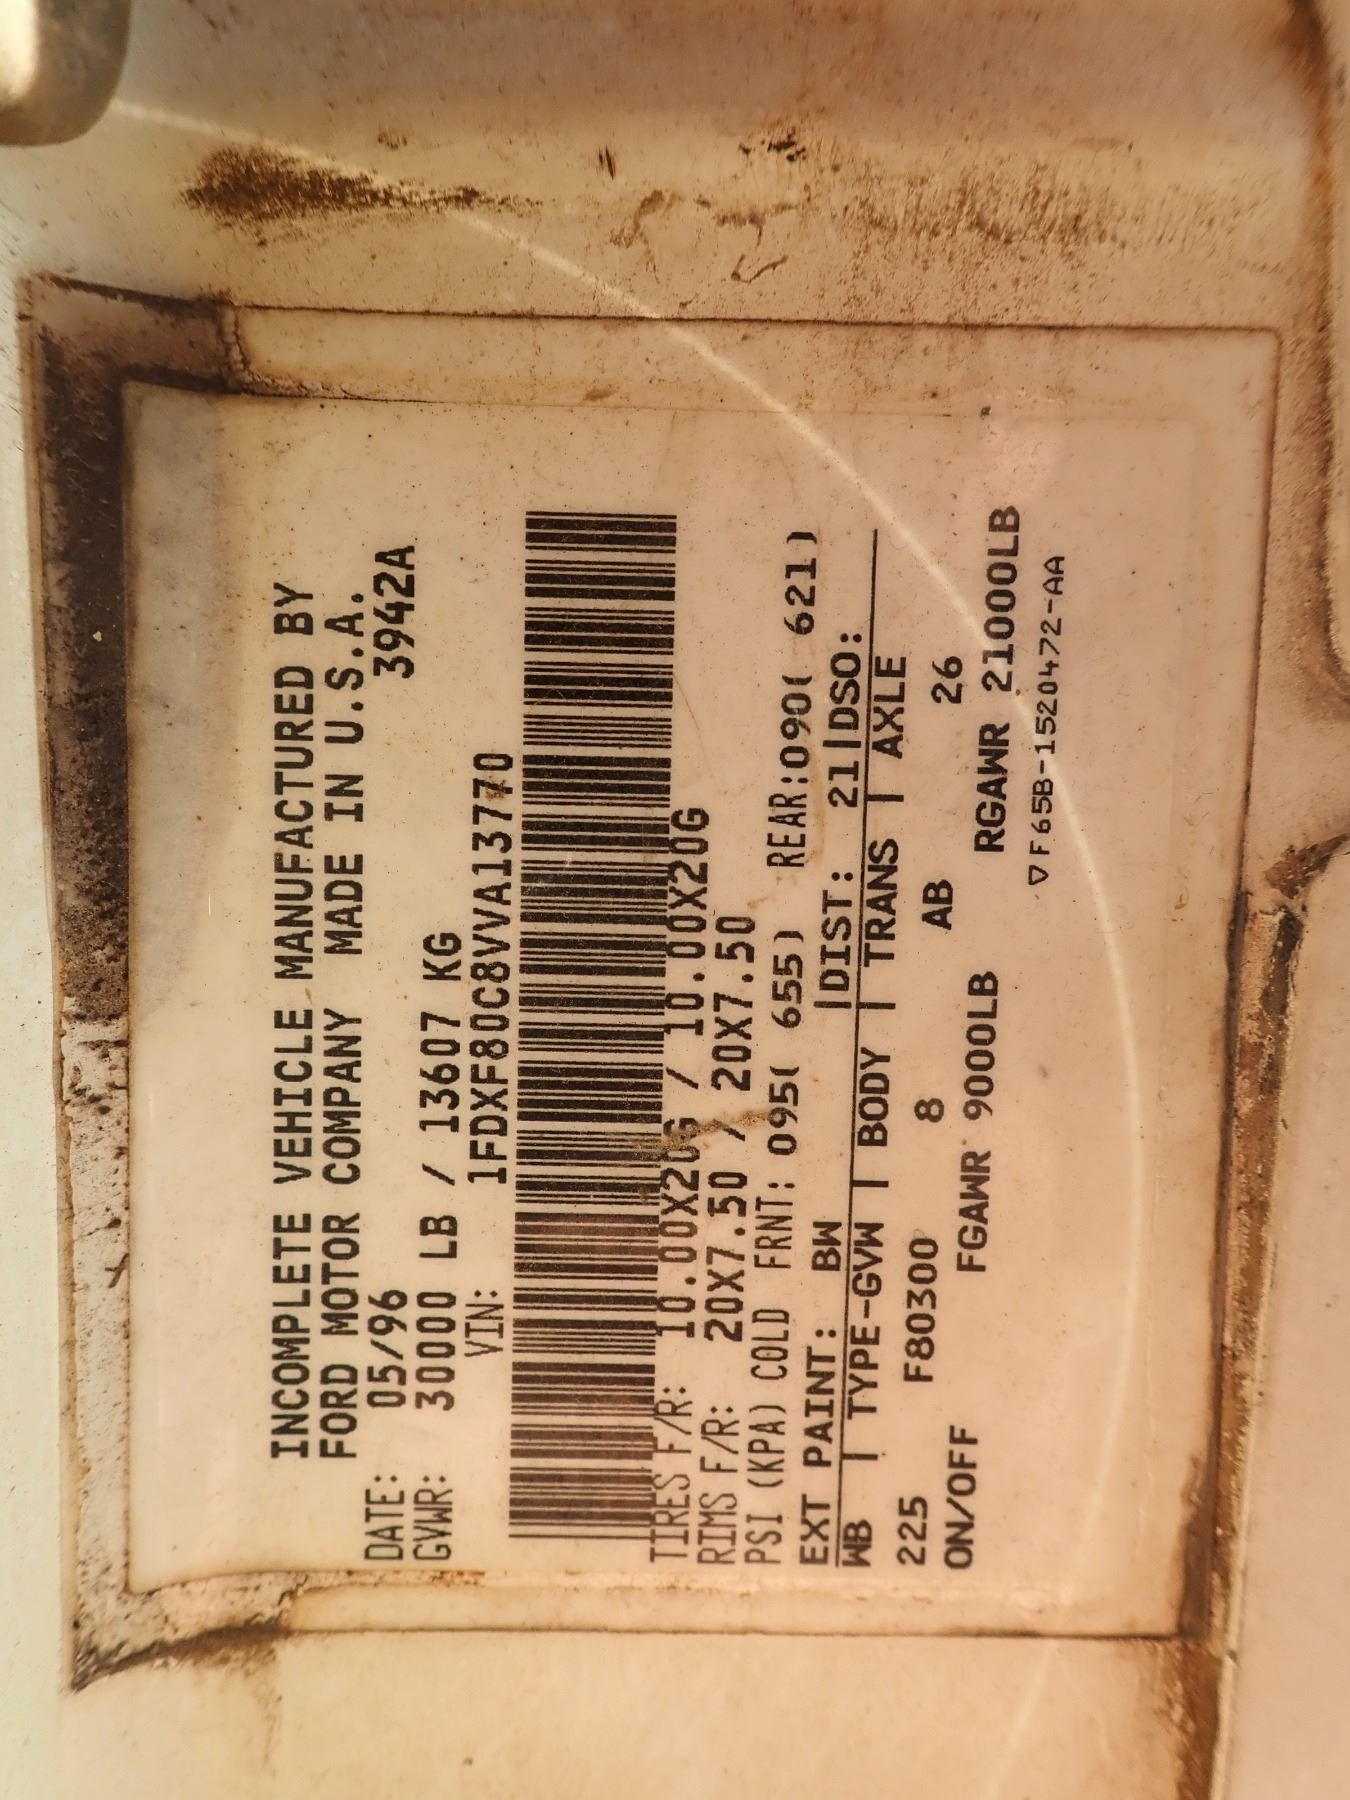 INCOMPLETE VEHICLE MANUFACTURED BY
FORD MOTOR COMPANY MADE IN U.S.A.
DATE: 05/96 3942A
GVWR: 30000 LB / 13607 KG
VIN: 1FDXF80C8VVA13770
TIRES F/R: 10.00X20G / 10.00X20G
RIMS F/R: 20X7.50 / 20X7.50
PSI (KPA) COLD FRNT: 095( 655) REAR:090( 621)
EXT PAINT: BW |DIST: 21|DSO:
WB | TYPE-GVW | BODY | TRANS | AXLE
225 F80300 8 AB 26
ON/OFF FGAWR 9000LB RGAWR 21000LB
▽F65B-1520472-AA